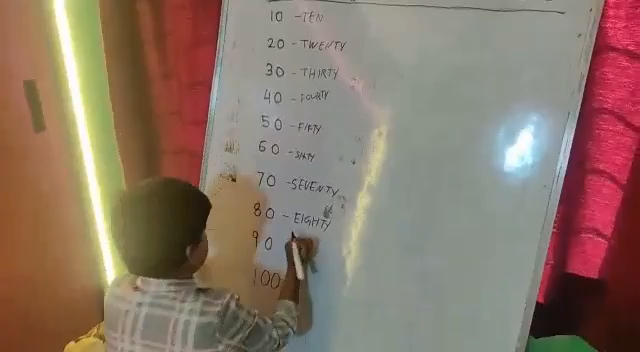 10 - TEN
20 - TWENTY
30 - THIRTY
40 - FOURTY
50 - FIFTY
60 - SIXTY
70 - SEVENTY
80 - EIGHTY
90
100